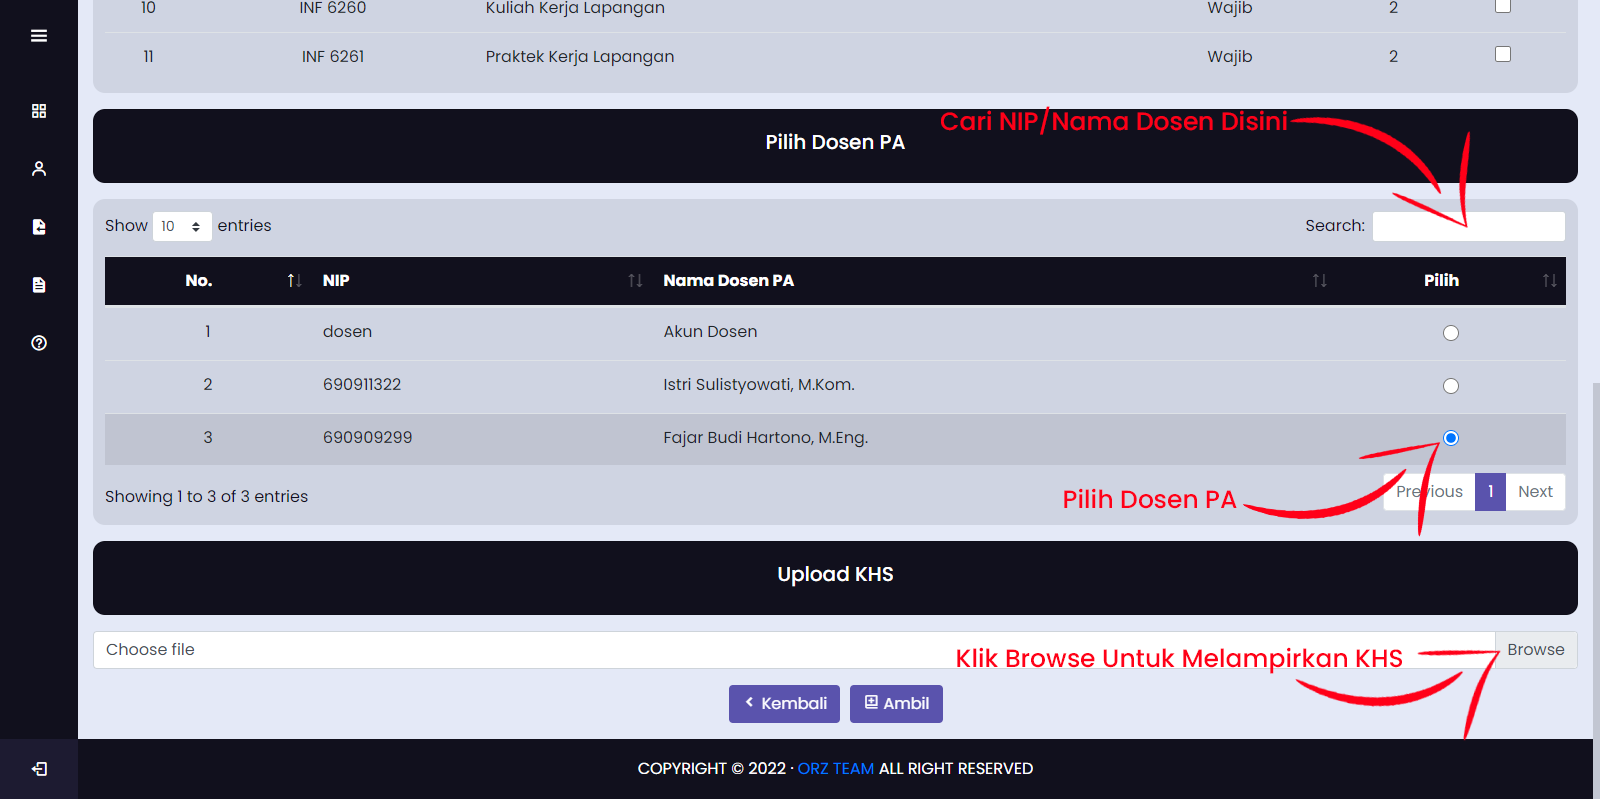 10 INF 6260 Kuliah Kerja Lapangan Wajib 2
11 INF 6261 Praktek Kerja Lapangan Wajib 2
Cari NIP/Nama Dosen Disini
Pilih Dosen PA
Show 10 entries Search:
No. NIP Nama Dosen PA Pilih
1 dosen Akun Dosen
2 690911322 Istri Sulistyowati, M.Kom.
3 690909299 Fajar Budi Hartono, M.Eng.
Showing 1 to 3 of 3 entries Previous 1 Next
Pilih Dosen PA
Upload KHS
Choose file Browse
Klik Browse Untuk Melampirkan KHS
Kembali Ambil
COPYRIGHT © 2022 · ORZ TEAM ALL RIGHT RESERVED